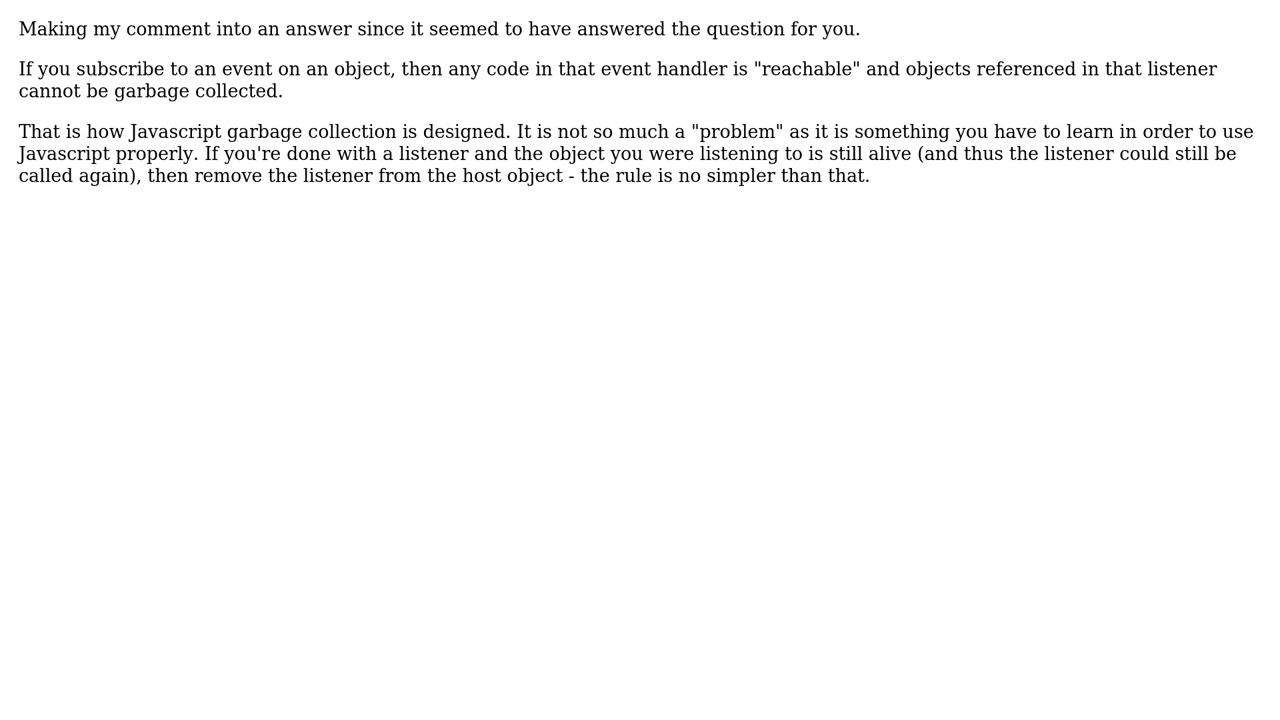 Making my comment into an answer since it seemed to have answered the question for you.
If you subscribe to an event on an object, then any code in that event handler is "reachable" and objects referenced in that listener
cannot be garbage collected.
That is how Javascript garbage collection is designed. It is not so much a "problem" as it is something you have to learn in order to use
Javascript properly. If you're done with a listener and the object you were listening to is still alive (and thus the listener could still be
called again), then remove the listener from the host object - the rule is no simpler than that.